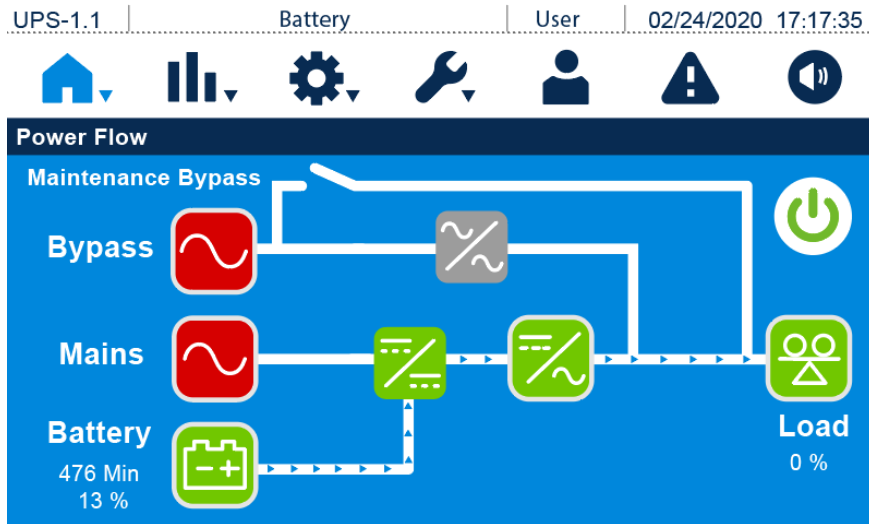 UPS-1.1 Battery User 02/24/2020 17:17:35
Power Flow
Maintenance Bypass
Bypass
Mains
Battery
476 Min
13 %
Load
0 %